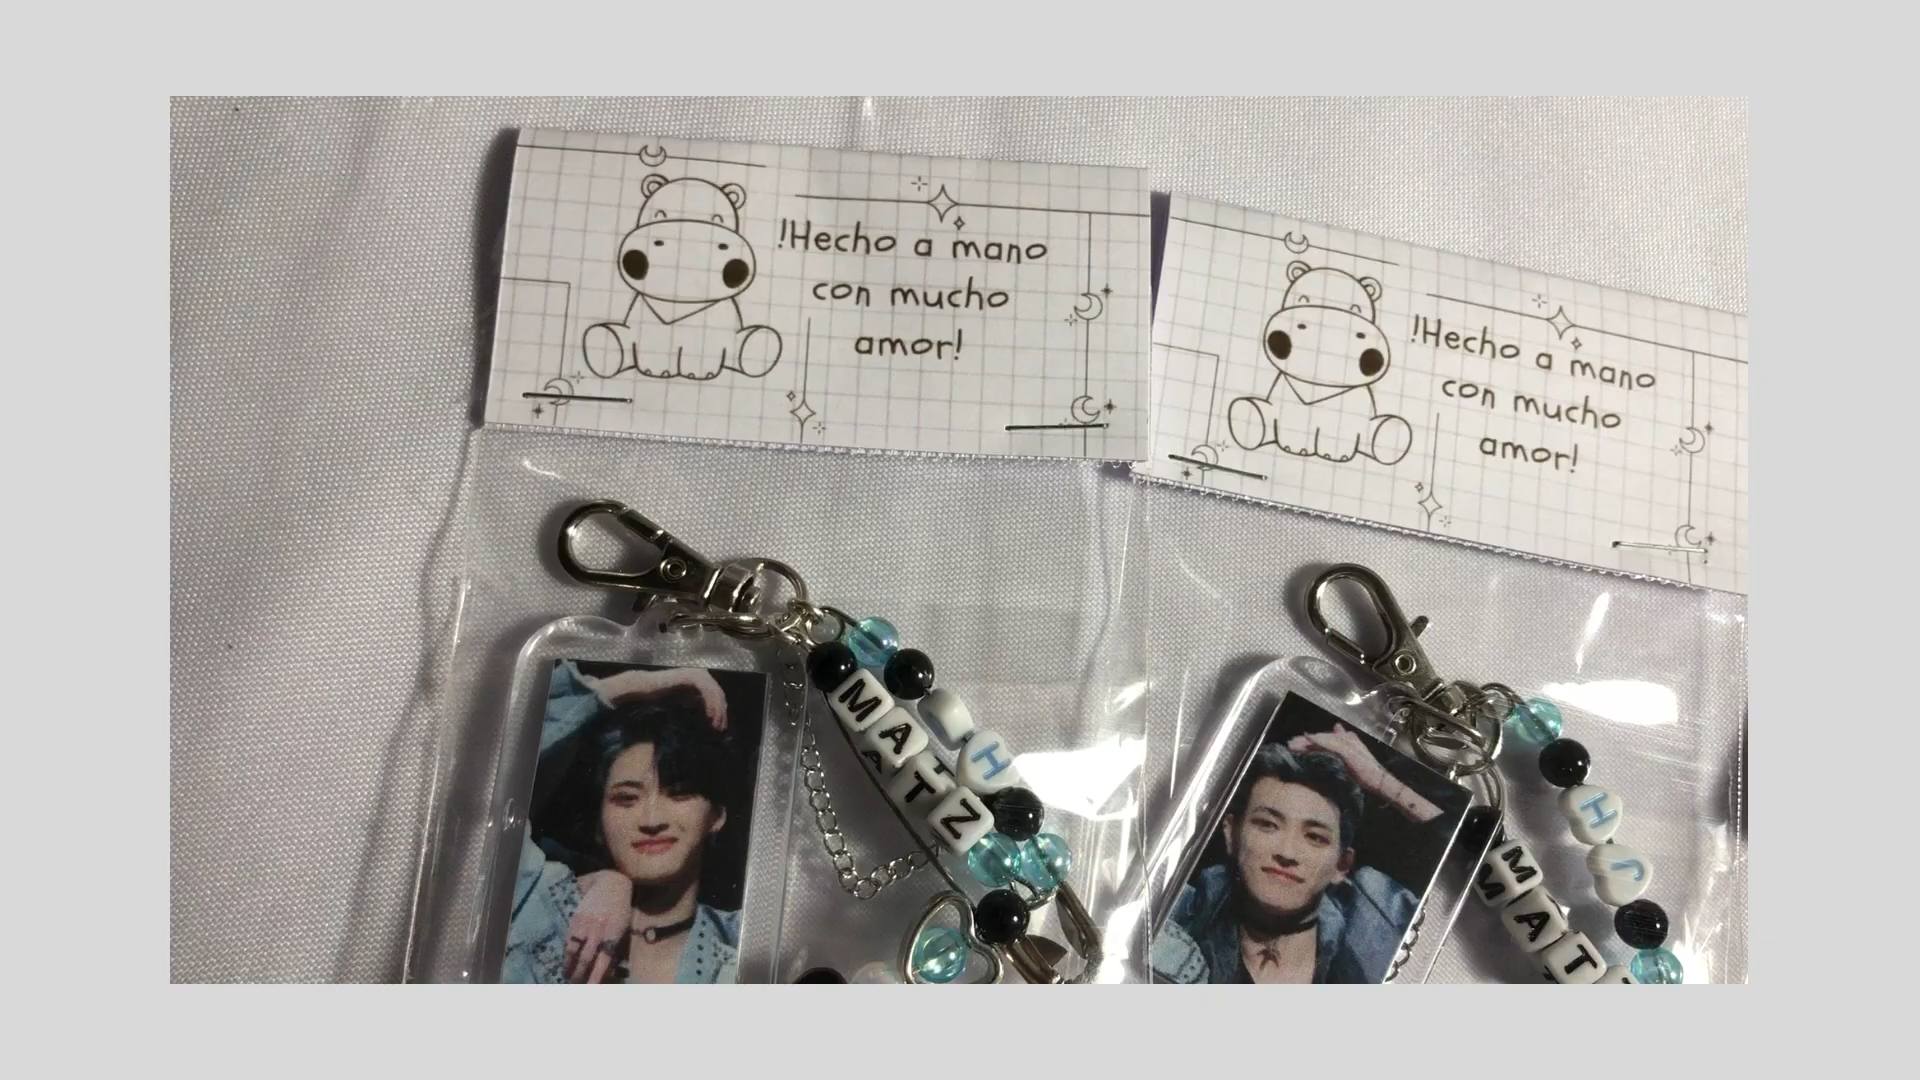 !Hecho a mano
con mucho
amor!
!Hecho a mano
con mucho
amor!
MATZ
H
H J
MAT